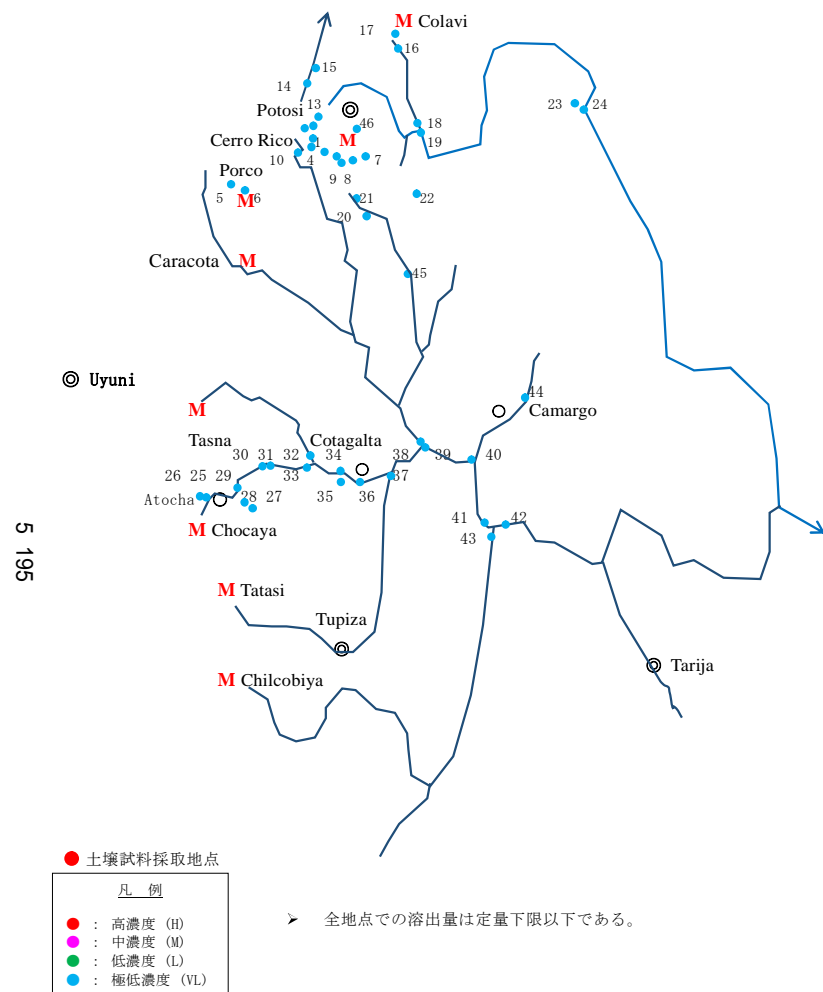 17
M Colavi
16
15
14
Potosi
13
46
M
18
19
23
24
Cerro Rico
1
10
4
9
8
7
Porco
5
6
M
21
20
22
Caracota
M
45
Uyuni
M
44
Camargo
Tasna
Cotagalta
30
31
32
34
38
39
40
33
26
25
29
35
36
37
Atocha
28
27
M Chocaya
41
42
43
5 195
M Tatasi
Tupiza
Tarija
M Chilcobiya
● 土壌試料採取地点
凡 例
● : 高濃度 (H)
● : 中濃度 (M)
● : 低濃度 (L)
● : 極低濃度 (VL)
➢ 全地点での溶出量は定量下限以下である。